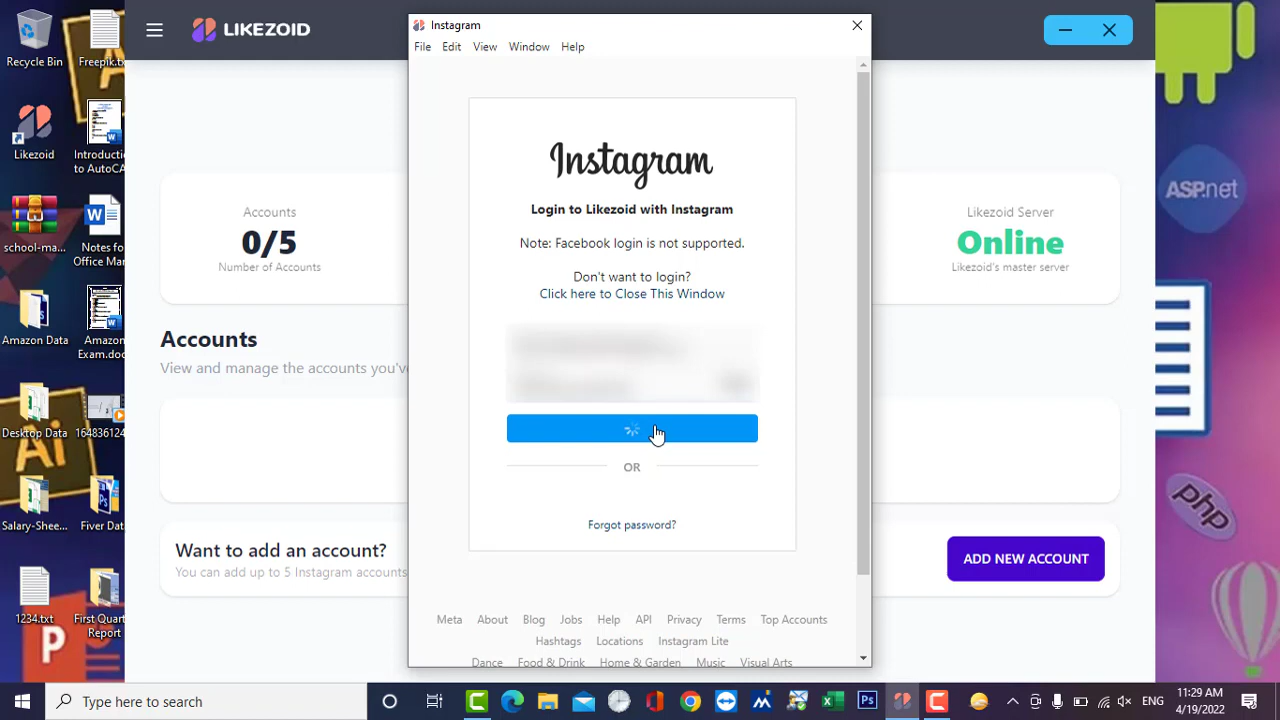 Recycle Bin
Freepik.tx
Likezoid
Introduction
to AutoCA
school-ma...
Notes for
Office Mar
Amazon Data
Amazon
Exam.doc
Desktop Data
164836124
Salary-Shee...
Fiver Dat
1234.txt
First Quart
Report
LIKEZOID
Accounts
0/5
Number of Accounts
Likezoid Server
Online
Likezoid's master server
Accounts
View and manage the accounts you've
Want to add an account?
You can add up to 5 Instagram accounts
ADD NEW ACCOUNT
Instagram
File Edit View Window Help
Instagram
Login to Likezoid with Instagram
Note: Facebook login is not supported.
Don't want to login?
Click here to Close This Window
OR
Forgot password?
Meta About Blog Jobs Help API Privacy Terms Top Accounts
Hashtags Locations Instagram Lite
Dance Food & Drink Home & Garden Music Visual Arts
ASP.net
php
Ai
P
Type here to search
ENG
11:29 AM
4/19/2022